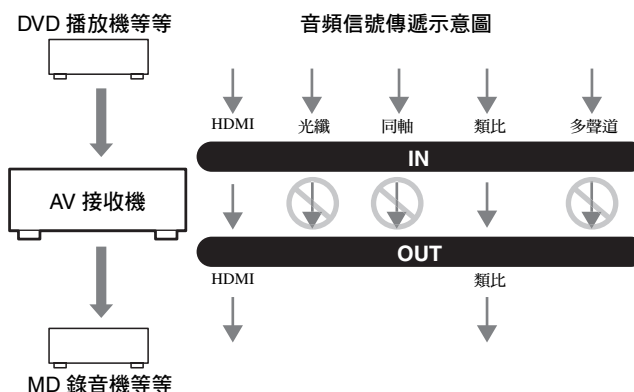 DVD 播放機等等
音頻信號傳遞示意圖
HDMI 光纖 同軸 類比 多聲道
IN
AV 接收機
OUT
HDMI 類比
MD 錄音機等等